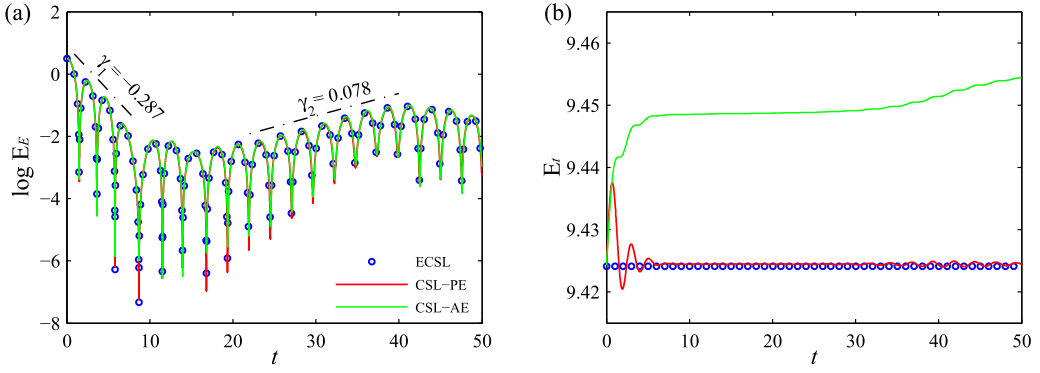 (a)
2
0
−2
−4
−6
−8
log E_E
γ₁ = −0.287
γ₂ = 0.078
ECSL
CSL−PE
CSL−AE
0 10 20 30 40 50
t
(b)
9.46
9.45
9.44
9.43
9.42
E_t
0 10 20 30 40 50
t